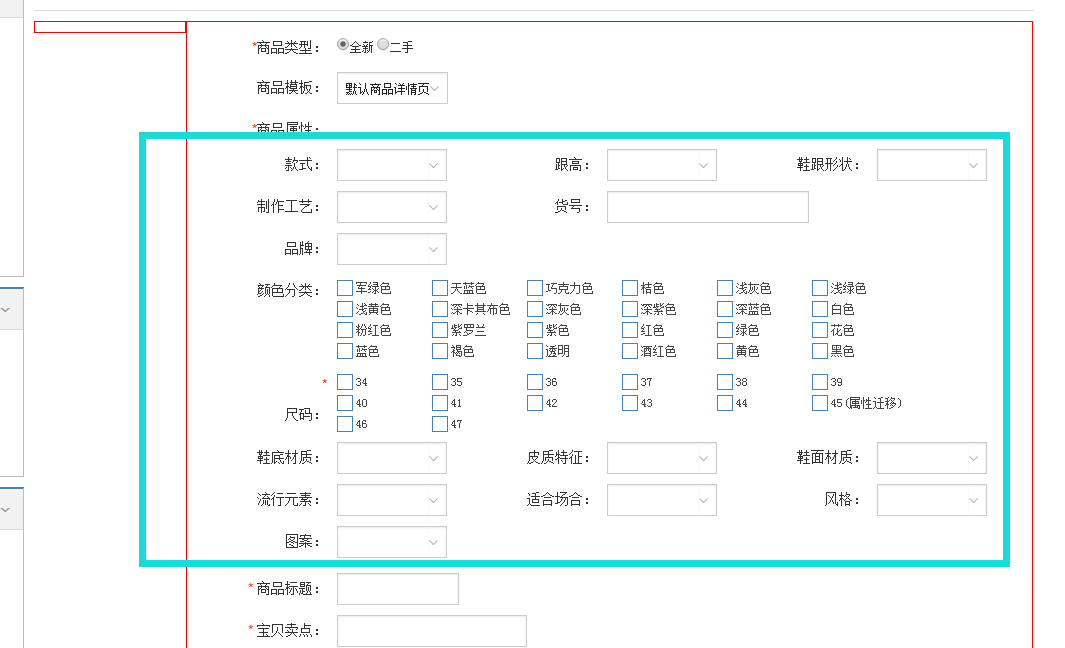 *商品类型： 全新 二手
商品模板： 默认商品详情页
*商品属性：
款式： 跟高： 鞋跟形状：
制作工艺： 货号：
品牌：
颜色分类： 军绿色 天蓝色 巧克力色 桔色 浅灰色 浅绿色
浅黄色 深卡其布色 深灰色 深紫色 深蓝色 白色
粉红色 紫罗兰 紫色 红色 绿色 花色
蓝色 褐色 透明 酒红色 黄色 黑色
* 34 35 36 37 38 39
尺码： 40 41 42 43 44 45(属性迁移)
46 47
鞋底材质： 皮质特征： 鞋面材质：
流行元素： 适合场合： 风格：
图案：
*商品标题：
*宝贝卖点：